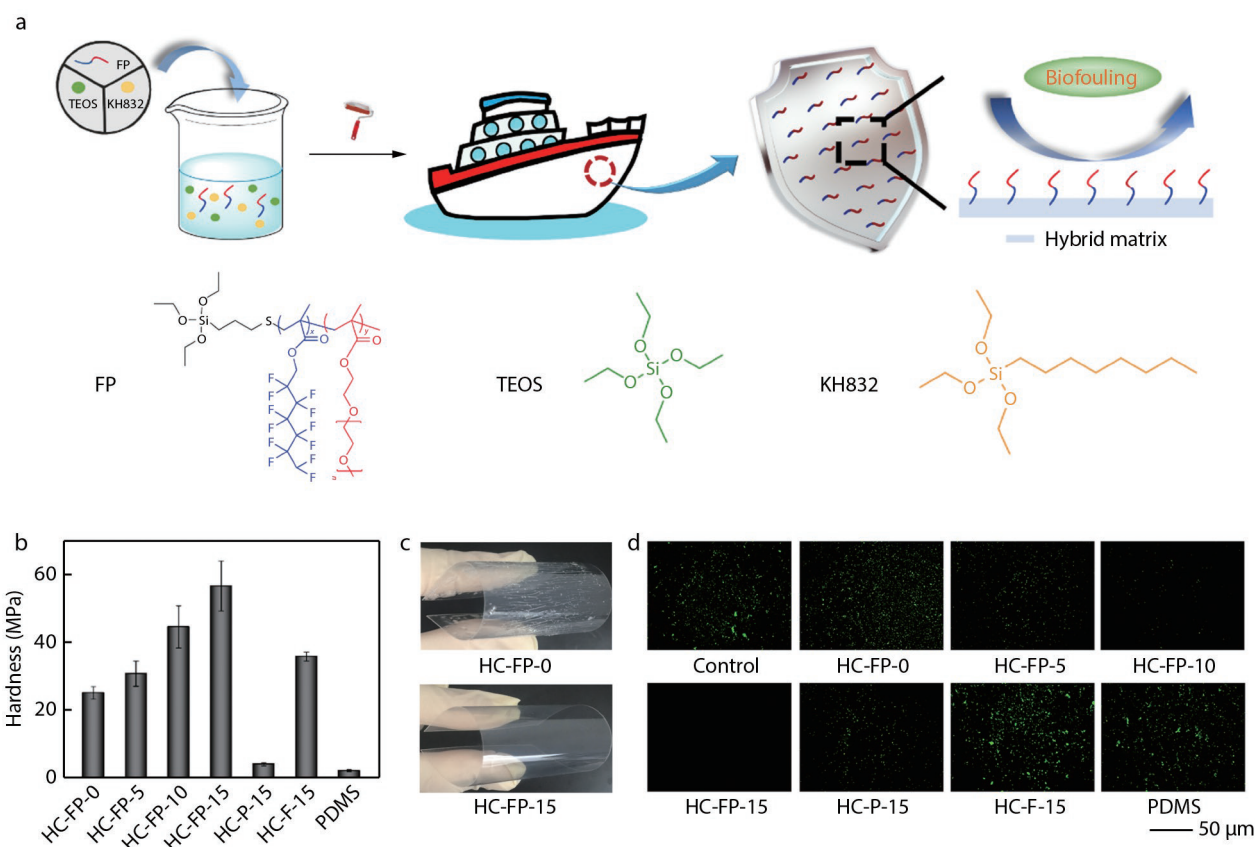 a
FP
TEOS
KH832
Biofouling
Hybrid matrix
O
O
Si
O
S
x
y
O
O
O
O
F
F
F
F
F
F
F
F
F
F
F
F
O
O
n
FP
O
O
Si
O
O
TEOS
O
O
Si
O
KH832
b
Hardness (MPa)
60
40
20
0
HC-FP-0
HC-FP-5
HC-FP-10
HC-FP-15
HC-P-15
HC-F-15
PDMS
c
HC-FP-0
HC-FP-15
d
Control
HC-FP-0
HC-FP-5
HC-FP-10
HC-FP-15
HC-P-15
HC-F-15
PDMS
50 μm